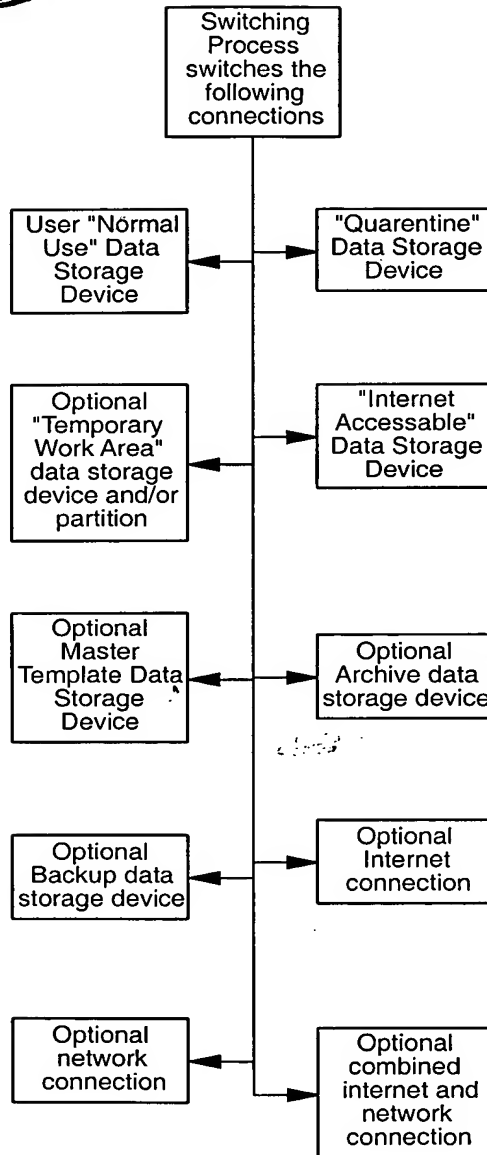 Switching
Process
switches the
following
connections
User "Normal
Use" Data
Storage
Device
"Quarentine"
Data Storage
Device
Optional
"Temporary
Work Area"
data storage
device and/or
partition
"Internet
Accessable"
Data Storage
Device
Optional
Master
Template Data
Storage
Device
Optional
Archive data
storage device
Optional
Backup data
storage device
Optional
Internet
connection
Optional
network
connection
Optional
combined
internet and
network
connection